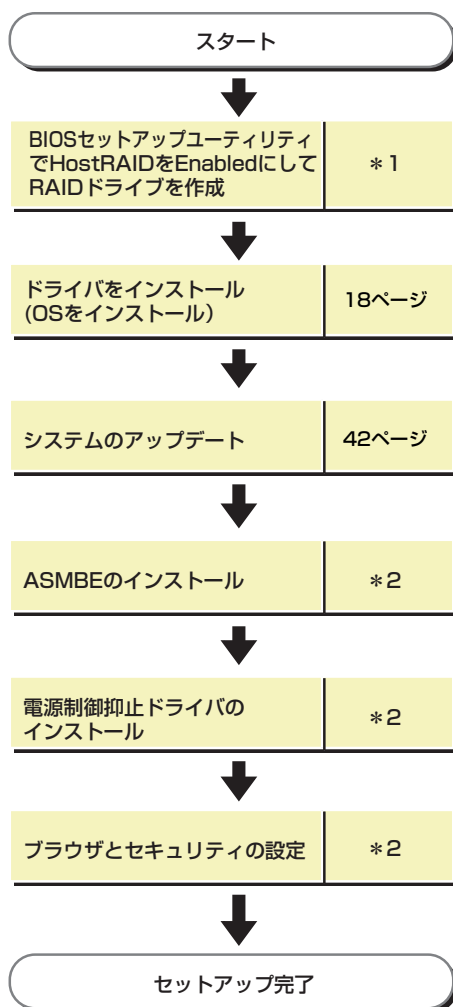 スタート
BIOSセットアップユーティリティ
でHostRAIDをEnabledにして
RAIDドライブを作成
＊1
ドライバをインストール
(OSをインストール）
18ページ
システムのアップデート
42ページ
ASMBEのインストール
＊2
電源制御抑止ドライバの
インストール
＊2
ブラウザとセキュリティの設定
＊2
セットアップ完了